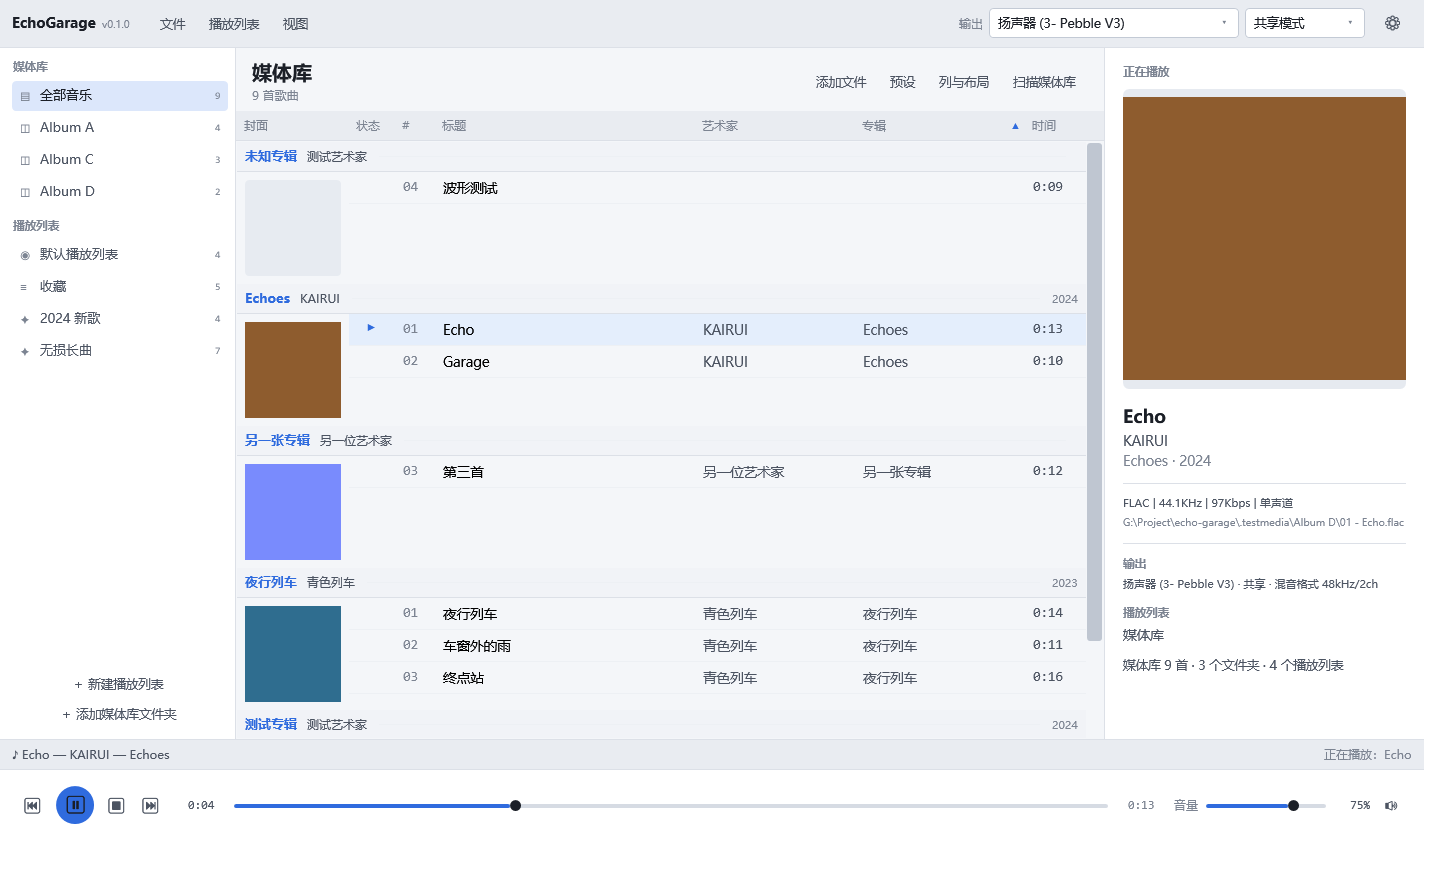 EchoGarage v0.1.0 文件 播放列表 视图 输出 扬声器 (3- Pebble V3) 共享模式
媒体库
全部音乐 9
Album A 4
Album C 3
Album D 2
播放列表
默认播放列表 4
收藏 5
2024 新歌 4
无损长曲 7
+ 新建播放列表
+ 添加媒体库文件夹
媒体库
9 首歌曲
添加文件 预设 列与布局 扫描媒体库
封面 状态 # 标题 艺术家 专辑 ▲ 时间
未知专辑 测试艺术家
04 波形测试 0:09
Echoes KAIRUI 2024
▶ 01 Echo KAIRUI Echoes 0:13
02 Garage KAIRUI Echoes 0:10
另一张专辑 另一位艺术家
03 第三首 另一位艺术家 另一张专辑 0:12
夜行列车 青色列车 2023
01 夜行列车 青色列车 夜行列车 0:14
02 车窗外的雨 青色列车 夜行列车 0:11
03 终点站 青色列车 夜行列车 0:16
测试专辑 测试艺术家 2024
正在播放
Echo
KAIRUI
Echoes · 2024
FLAC | 44.1KHz | 97Kbps | 单声道
G:\Project\echo-garage\.testmedia\Album D\01 - Echo.flac
输出
扬声器 (3- Pebble V3) · 共享 · 混音格式 48kHz/2ch
播放列表
媒体库
媒体库 9 首 · 3 个文件夹 · 4 个播放列表
♪ Echo — KAIRUI — Echoes 正在播放: Echo
0:04 0:13 音量 75%